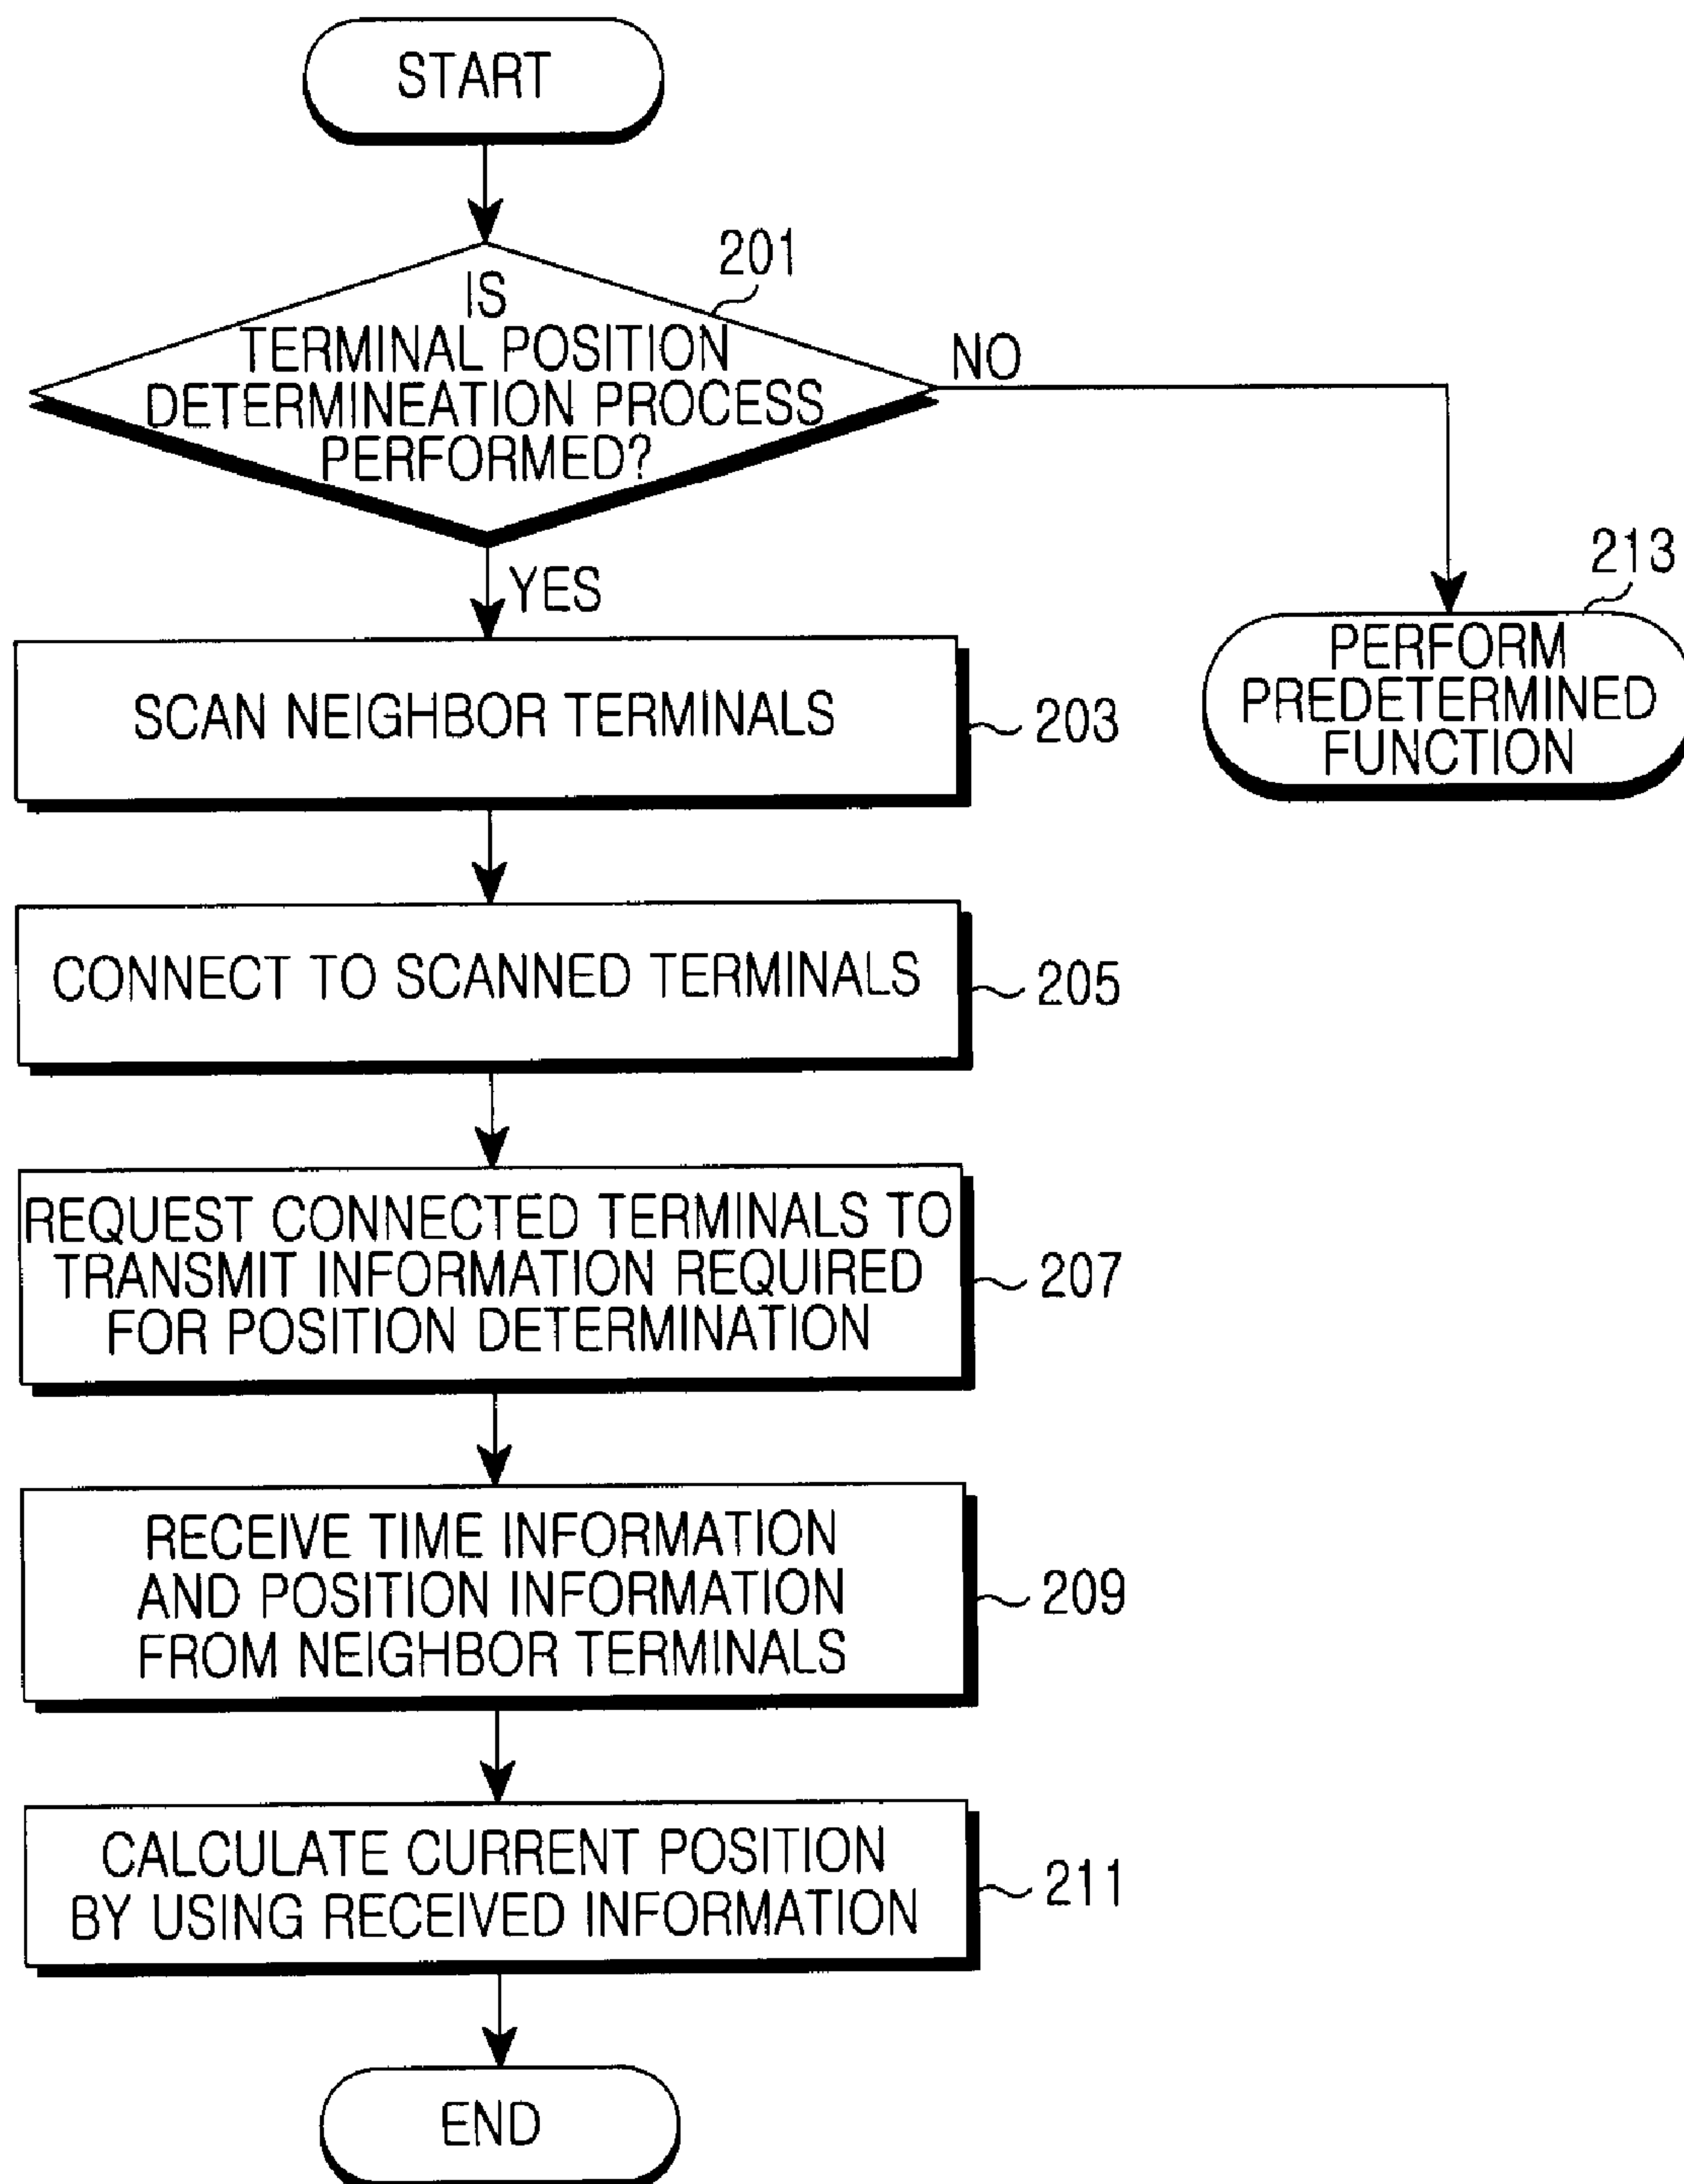 START
201
IS
TERMINAL POSITION
DETERMINEATION PROCESS
PERFORMED?
NO
YES
213
PERFORM
PREDETERMINED
FUNCTION
SCAN NEIGHBOR TERMINALS
203
CONNECT TO SCANNED TERMINALS
205
REQUEST CONNECTED TERMINALS TO
TRANSMIT INFORMATION REQUIRED
FOR POSITION DETERMINATION
207
RECEIVE TIME INFORMATION
AND POSITION INFORMATION
FROM NEIGHBOR TERMINALS
209
CALCULATE CURRENT POSITION
BY USING RECEIVED INFORMATION
211
END